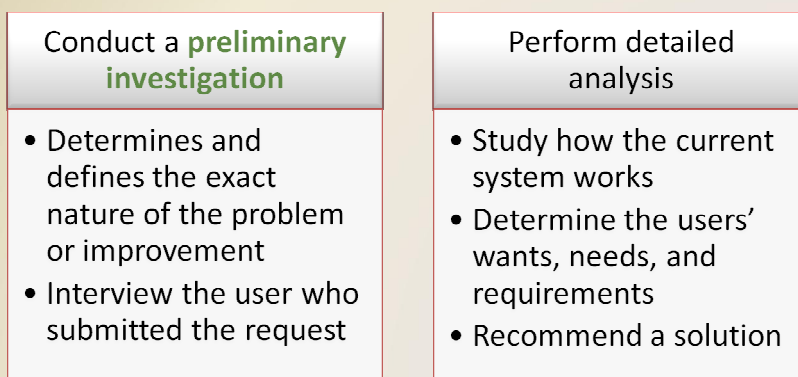 Conduct a preliminary
investigation
• Determines and
defines the exact
nature of the problem
or improvement
• Interview the user who
submitted the request
Perform detailed
analysis
• Study how the current
system works
• Determine the users’
wants, needs, and
requirements
• Recommend a solution